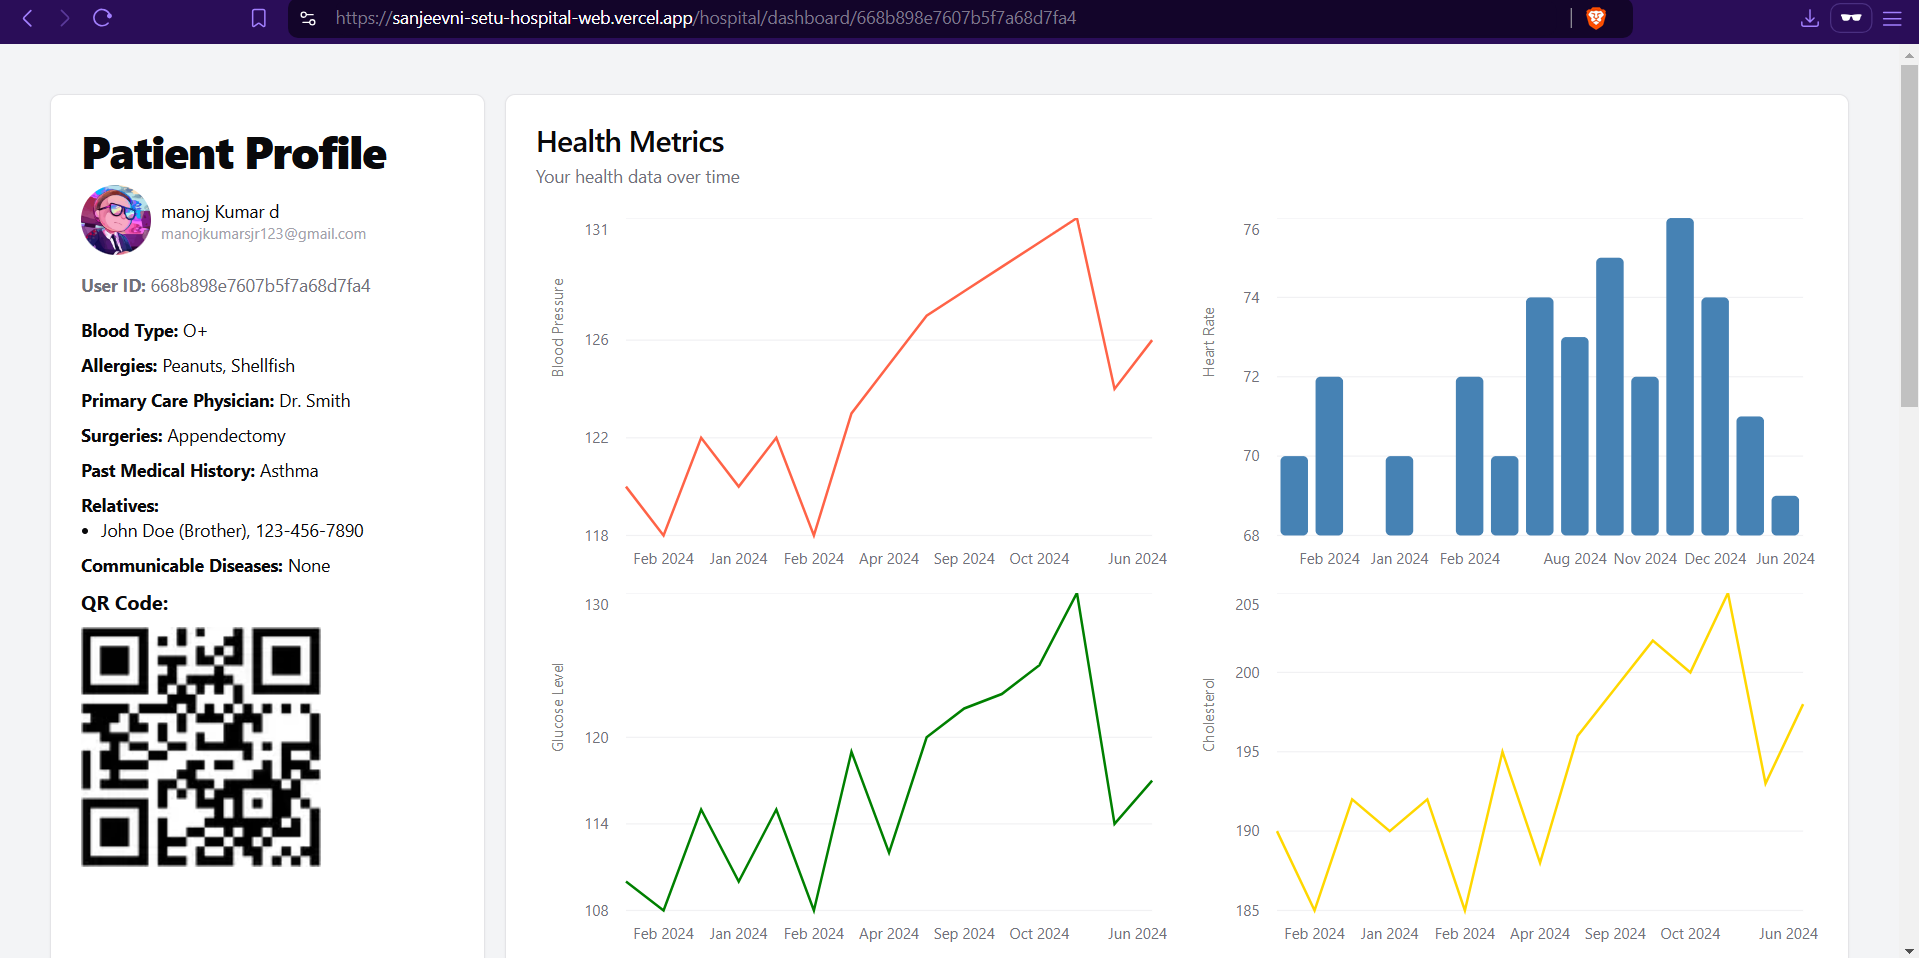 https://sanjeevni-setu-hospital-web.vercel.app/hospital/dashboard/668b898e7607b5f7a68d7fa4
Patient Profile
manoj Kumar d
manojkumarsjr123@gmail.com
User ID: 668b898e7607b5f7a68d7fa4
Blood Type: O+
Allergies: Peanuts, Shellfish
Primary Care Physician: Dr. Smith
Surgeries: Appendectomy
Past Medical History: Asthma
Relatives:
• John Doe (Brother), 123-456-7890
Communicable Diseases: None
QR Code:
Health Metrics
Your health data over time
Blood Pressure
131
126
122
118
Feb 2024 Jan 2024 Feb 2024 Apr 2024 Sep 2024 Oct 2024 Jun 2024
Heart Rate
76
74
72
70
68
Feb 2024 Jan 2024 Feb 2024 Aug 2024 Nov 2024 Dec 2024 Jun 2024
Glucose Level
130
120
114
108
Feb 2024 Jan 2024 Feb 2024 Apr 2024 Sep 2024 Oct 2024 Jun 2024
Cholesterol
205
200
195
190
185
Feb 2024 Jan 2024 Feb 2024 Apr 2024 Sep 2024 Oct 2024 Jun 2024